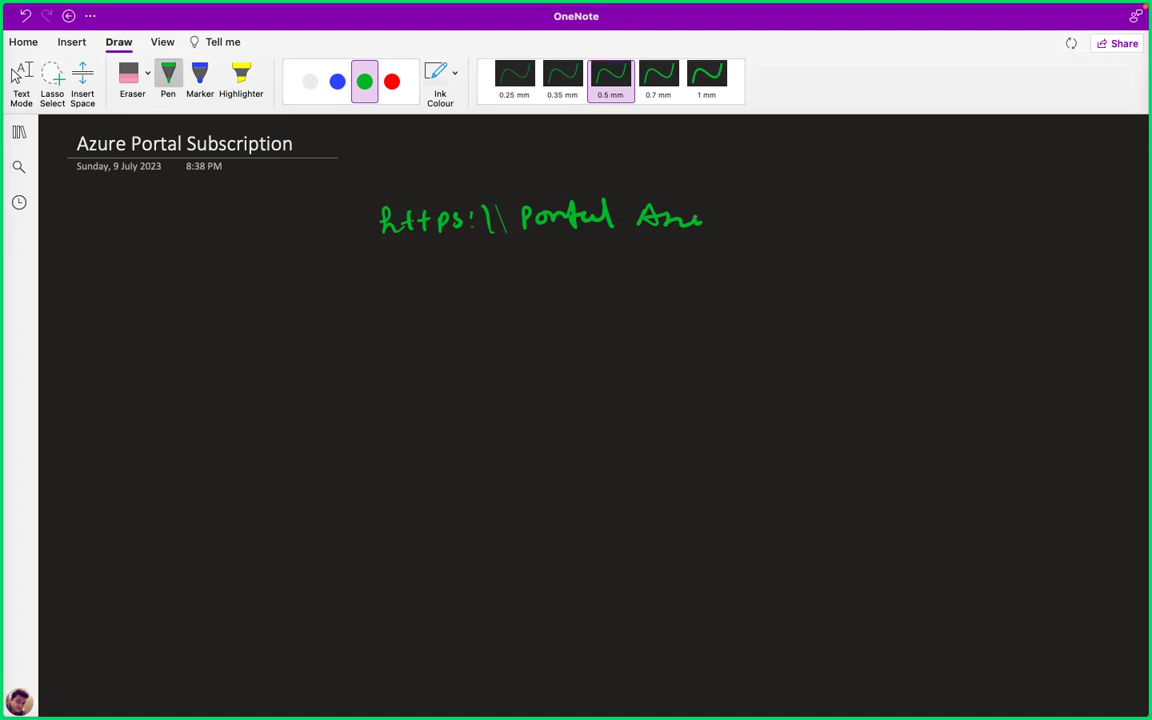 OneNote
Home Insert Draw View Tell me
Share
Text Mode
Lasso Select
Insert Space
Eraser
Pen
Marker
Highlighter
Ink Colour
0.25 mm
0.35 mm
0.5 mm
0.7 mm
1 mm
Azure Portal Subscription
Sunday, 9 July 2023 8:38 PM
https:\\ Portal Azu